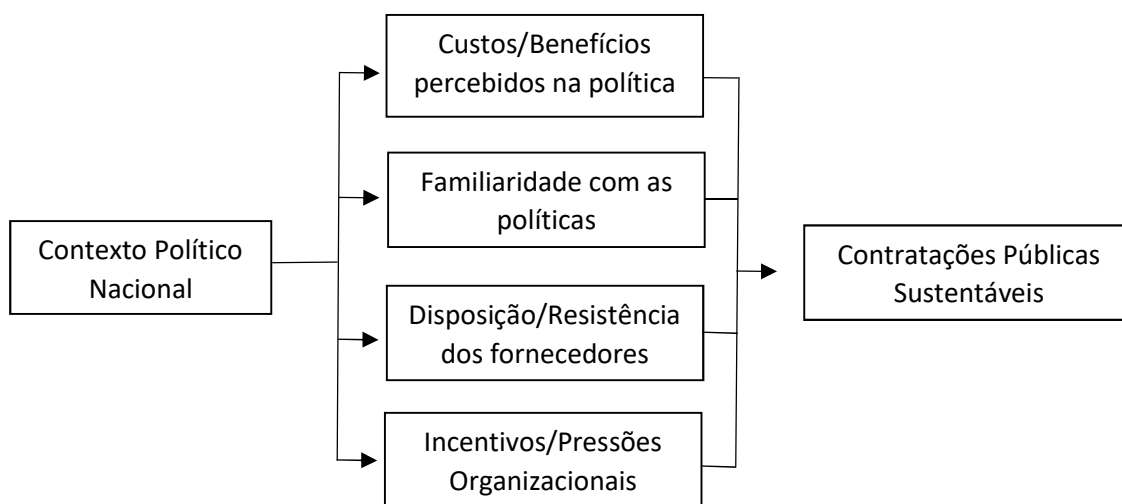 Contexto Político
Nacional
Custos/Benefícios
percebidos na política
Familiaridade com as
políticas
Disposição/Resistência
dos fornecedores
Incentivos/Pressões
Organizacionais
Contratações Públicas
Sustentáveis